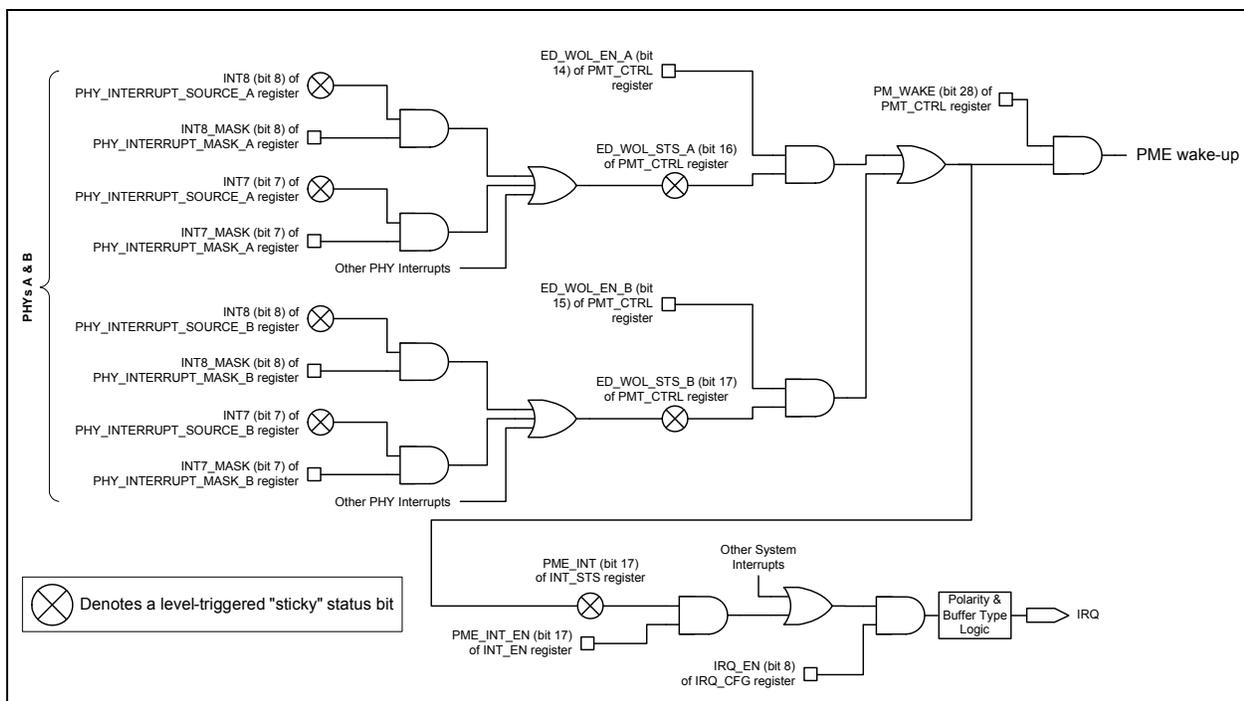 PHYs A & B
INT8 (bit 8) of
PHY_INTERRUPT_SOURCE_A register
INT8_MASK (bit 8) of
PHY_INTERRUPT_MASK_A register
INT7 (bit 7) of
PHY_INTERRUPT_SOURCE_A register
INT7_MASK (bit 7) of
PHY_INTERRUPT_MASK_A register
Other PHY Interrupts
ED_WOL_EN_A (bit
14) of PMT_CTRL
register
ED_WOL_STS_A (bit 16)
of PMT_CTRL register
PM_WAKE (bit 28) of
PMT_CTRL register
PME wake-up
INT8 (bit 8) of
PHY_INTERRUPT_SOURCE_B register
INT8_MASK (bit 8) of
PHY_INTERRUPT_MASK_B register
INT7 (bit 7) of
PHY_INTERRUPT_SOURCE_B register
INT7_MASK (bit 7) of
PHY_INTERRUPT_MASK_B register
Other PHY Interrupts
ED_WOL_EN_B (bit
15) of PMT_CTRL
register
ED_WOL_STS_B (bit 17)
of PMT_CTRL register
Denotes a level-triggered "sticky" status bit
PME_INT (bit 17)
of INT_STS register
PME_INT_EN (bit 17)
of INT_EN register
Other System
Interrupts
IRQ_EN (bit 8)
of IRQ_CFG register
Polarity &
Buffer Type
Logic
IRQ